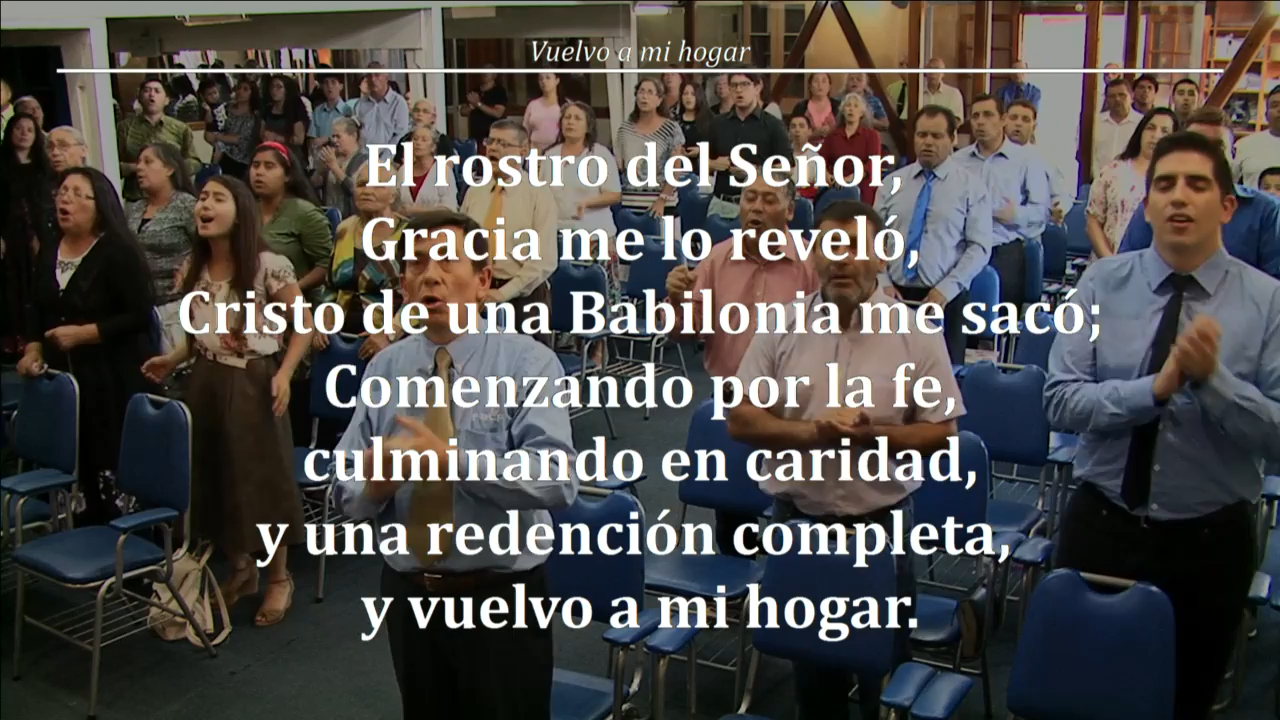 Vuelvo a mi hogar
El rostro del Señor,
Gracia me lo reveló,
Cristo de una Babilonia me sacó;
Comenzando por la fe,
culminando en caridad,
y una redención completa,
y vuelvo a mi hogar.